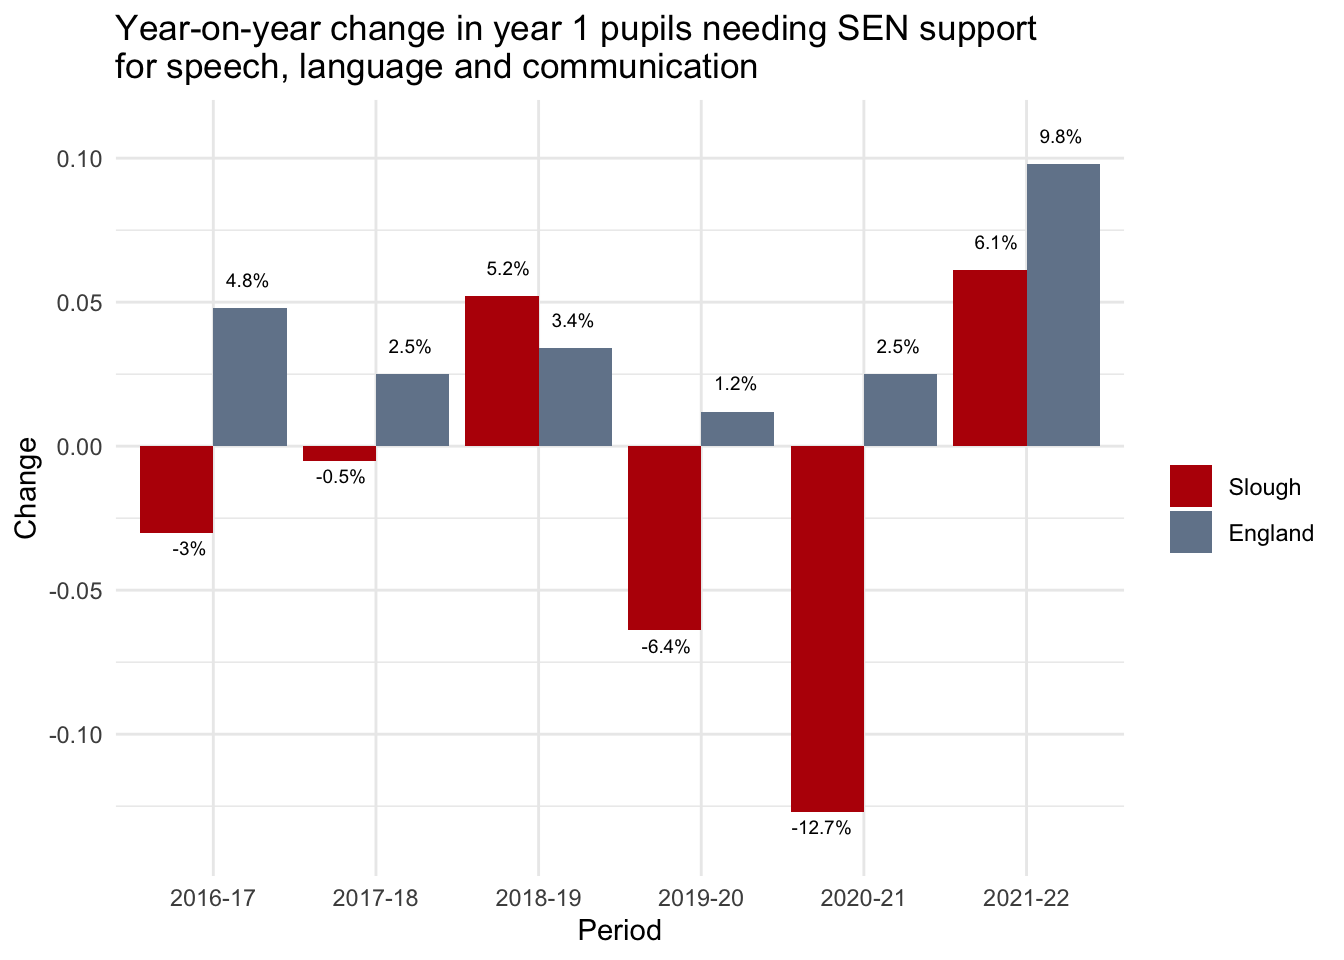 Year-on-year change in year 1 pupils needing SEN support
for speech, language and communication
9.8%
0.10
6.1%
4.8%
5.2%
0.05
3.4%
2.5%
2.5%
1.2%
0.00
-0.5%
Change
Slough
England
-3%
-0.05
-6.4%
-0.10
-12.7%
2016-17 2017-18 2018-19 2019-20 2020-21 2021-22
Period